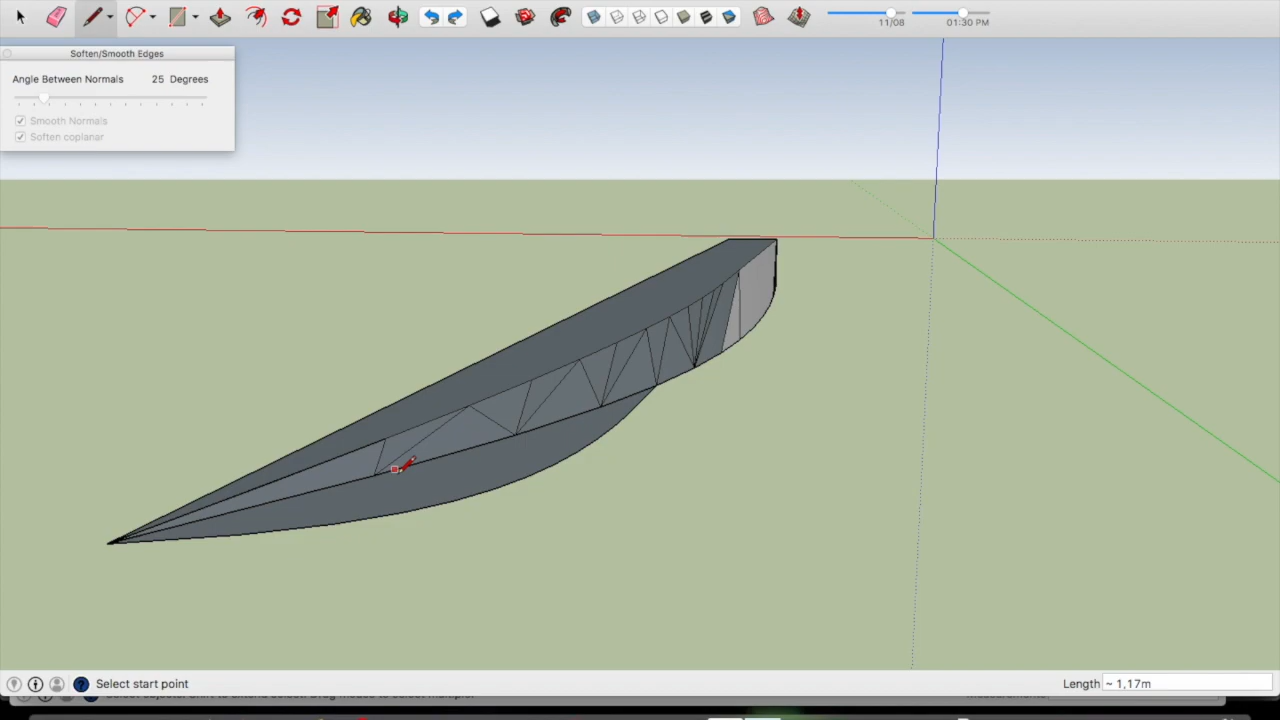 11/08
01:30 PM
Soften/Smooth Edges
Angle Between Normals 25 Degrees
Smooth Normals
Soften coplanar
Select start point
Length ~ 1,17m